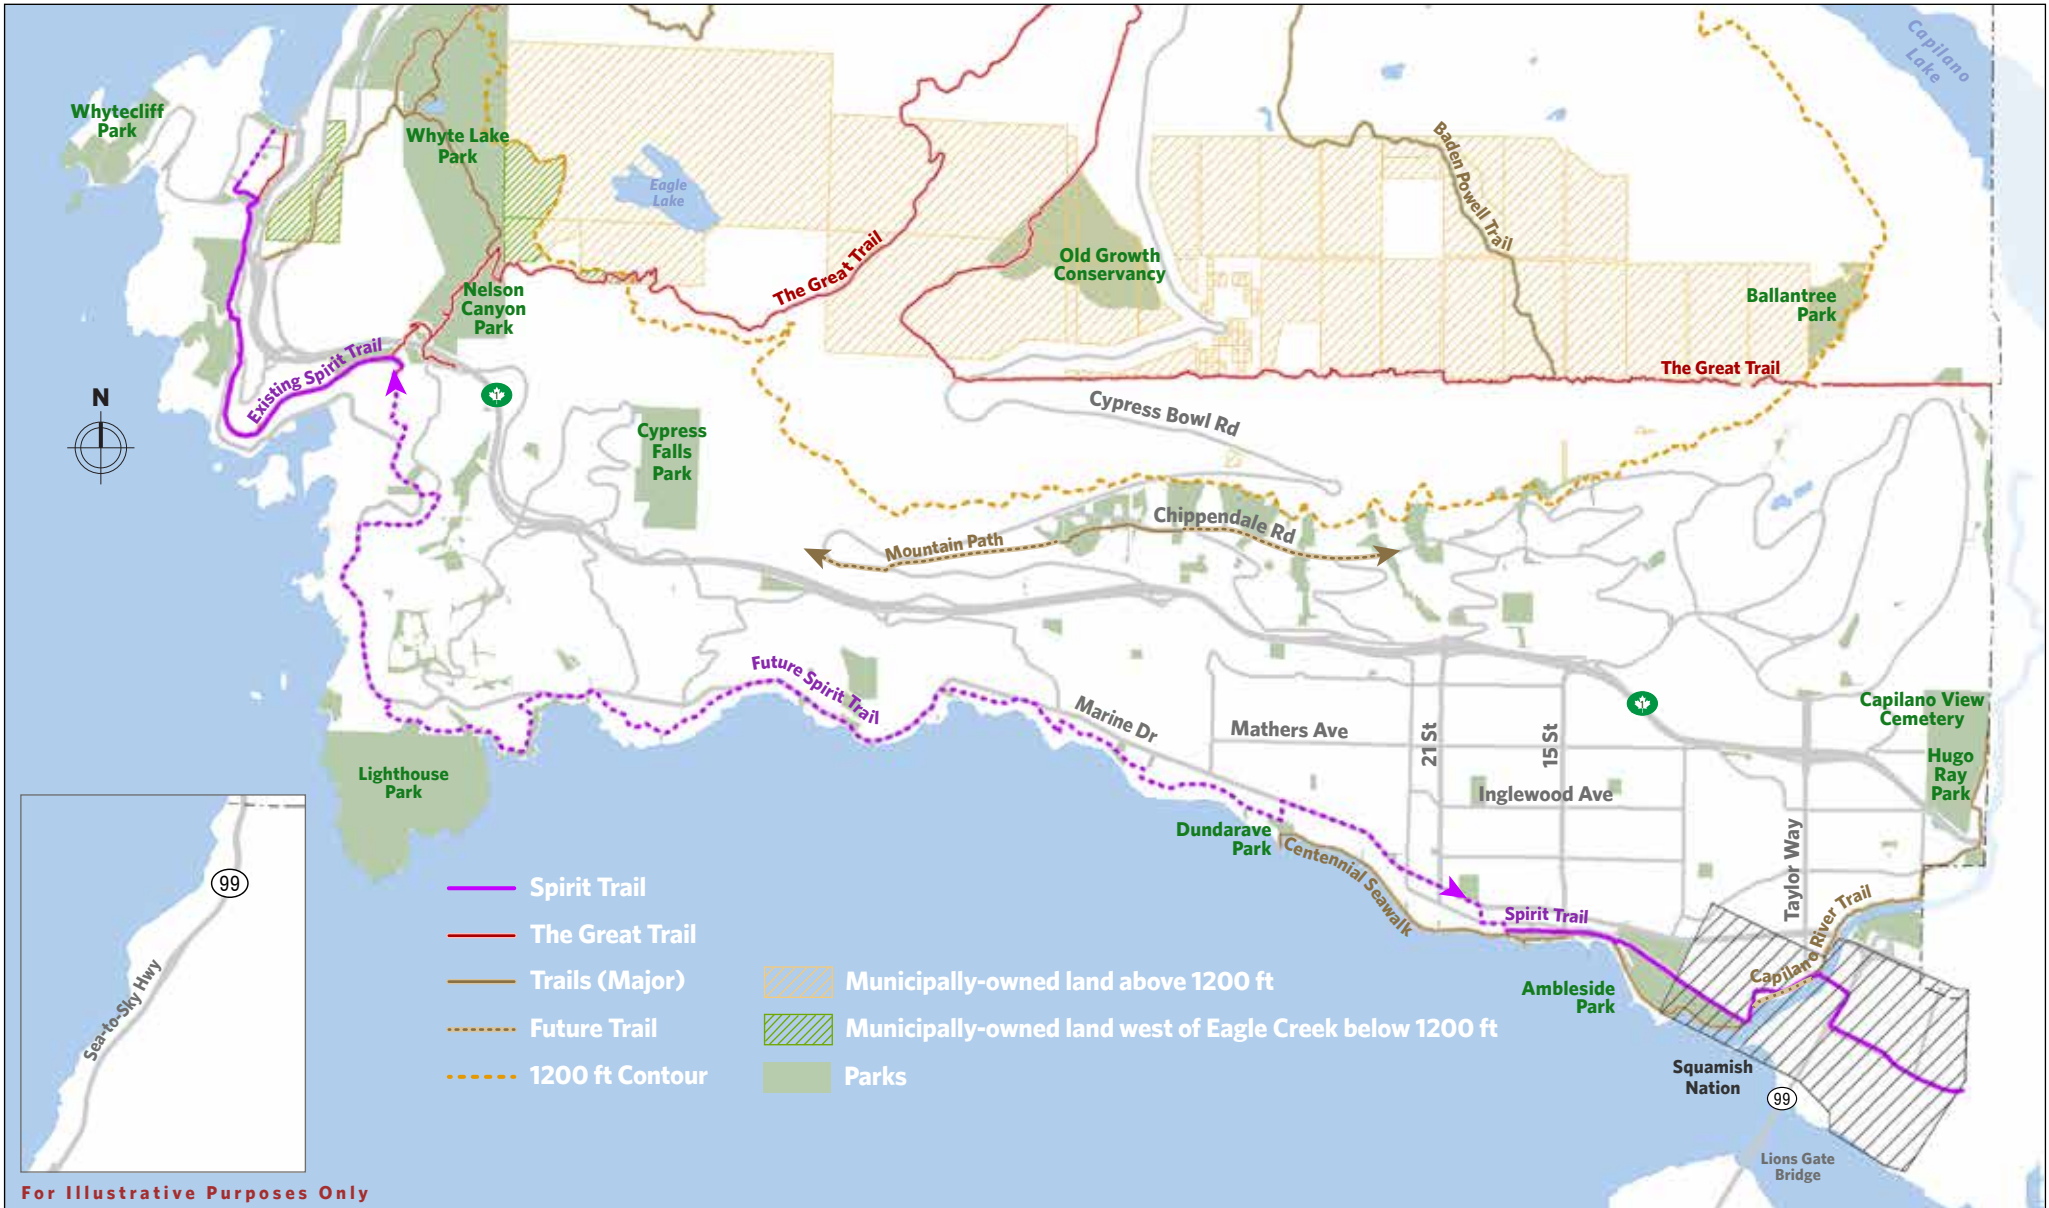 Capilano
Lake
Whytecliff
Park
Whyte Lake
Park
Baden Powell Trail
Eagle
Lake
The Great Trail
Old Growth
Conservancy
Nelson
Canyon
Park
Ballantree
Park
Existing Spirit Trail
The Great Trail
N
1
Cypress Bowl Rd
Cypress
Falls
Park
Chippendale Rd
Mountain Path
Future Spirit Trail
Marine Dr
Mathers Ave
21 St
15 St
1
Capilano View
Cemetery
Hugo
Ray
Park
Lighthouse
Park
Inglewood Ave
Dundarave
Park
Centennial Seawalk
Taylor Way
Capilano River Trail
Spirit Trail
99
Sea-to-Sky Hwy
Spirit Trail
The Great Trail
Trails (Major)
Future Trail
1200 ft Contour
Municipally-owned land above 1200 ft
Municipally-owned land west of Eagle Creek below 1200 ft
Parks
Ambleside
Park
Squamish
Nation
99
Lions Gate
Bridge
For Illustrative Purposes Only